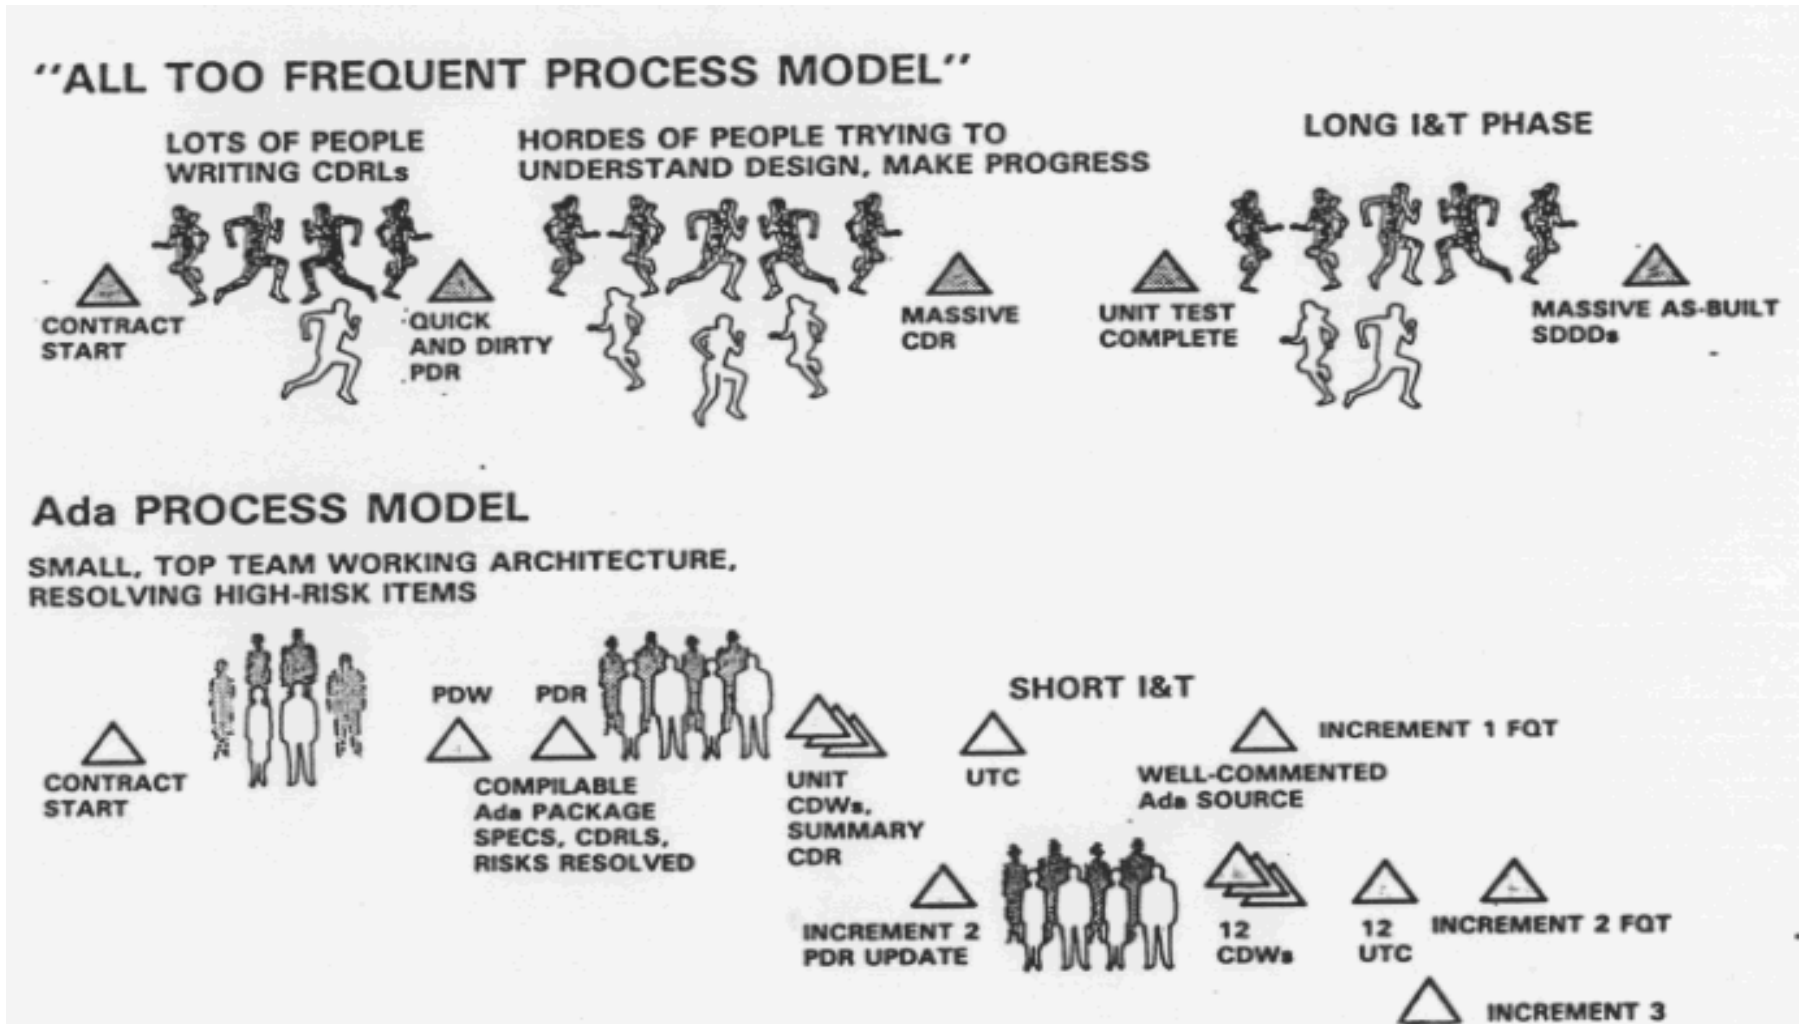 "ALL TOO FREQUENT PROCESS MODEL"
LOTS OF PEOPLE
WRITING CDRLs
HORDES OF PEOPLE TRYING TO
UNDERSTAND DESIGN, MAKE PROGRESS
LONG I&T PHASE
CONTRACT
START
QUICK
AND DIRTY
PDR
MASSIVE
CDR
UNIT TEST
COMPLETE
MASSIVE AS-BUILT
SDDDs
Ada PROCESS MODEL
SMALL, TOP TEAM WORKING ARCHITECTURE,
RESOLVING HIGH-RISK ITEMS
CONTRACT
START
PDW
PDR
COMPILABLE
Ada PACKAGE
SPECS, CDRLS,
RISKS RESOLVED
UNIT
CDWs,
SUMMARY
CDR
SHORT I&T
UTC
INCREMENT 1 FQT
WELL-COMMENTED
Ada SOURCE
INCREMENT 2
PDR UPDATE
12
CDWs
12
UTC
INCREMENT 2 FQT
INCREMENT 3